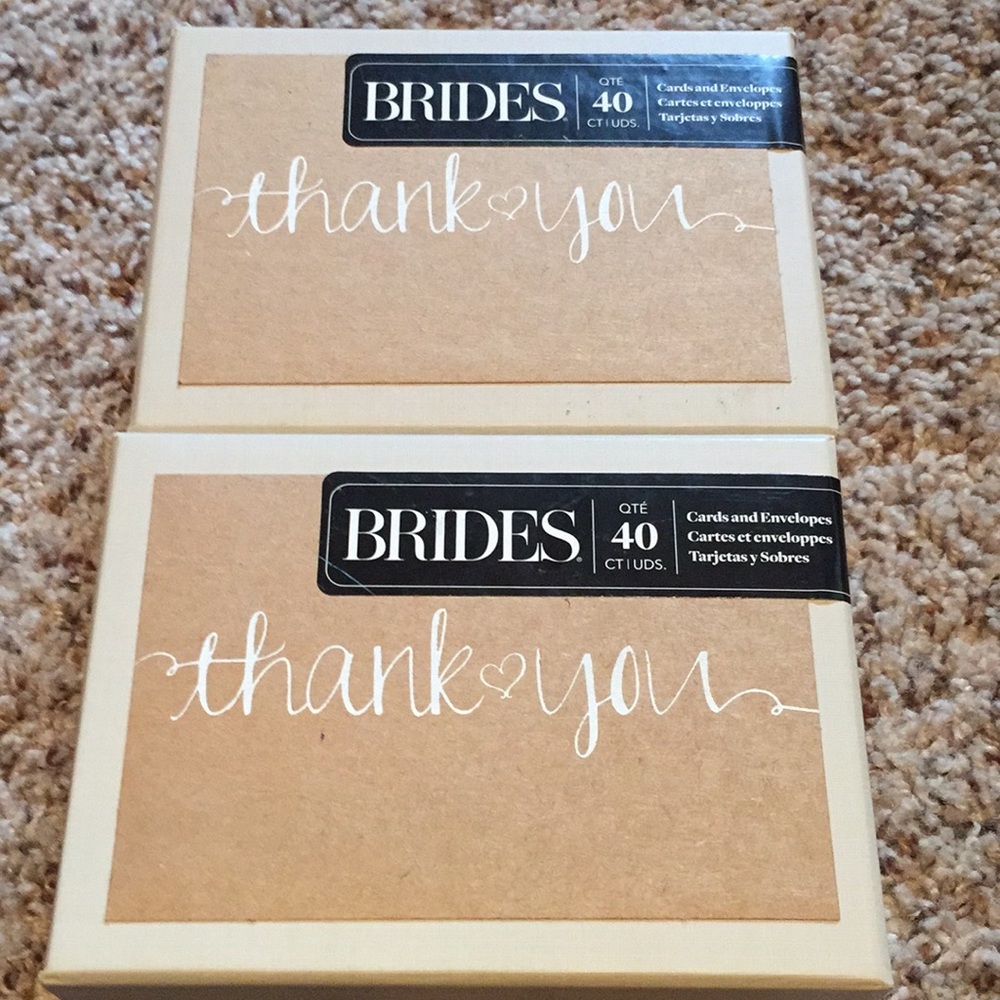 BRIDES
QTÉ
40
CT | UDS.
Cards and Envelopes
Cartes et enveloppes
Tarjetas y Sobres
thank you
BRIDES
QTÉ
40
CT | UDS.
Cards and Envelopes
Cartes et enveloppes
Tarjetas y Sobres
thank you